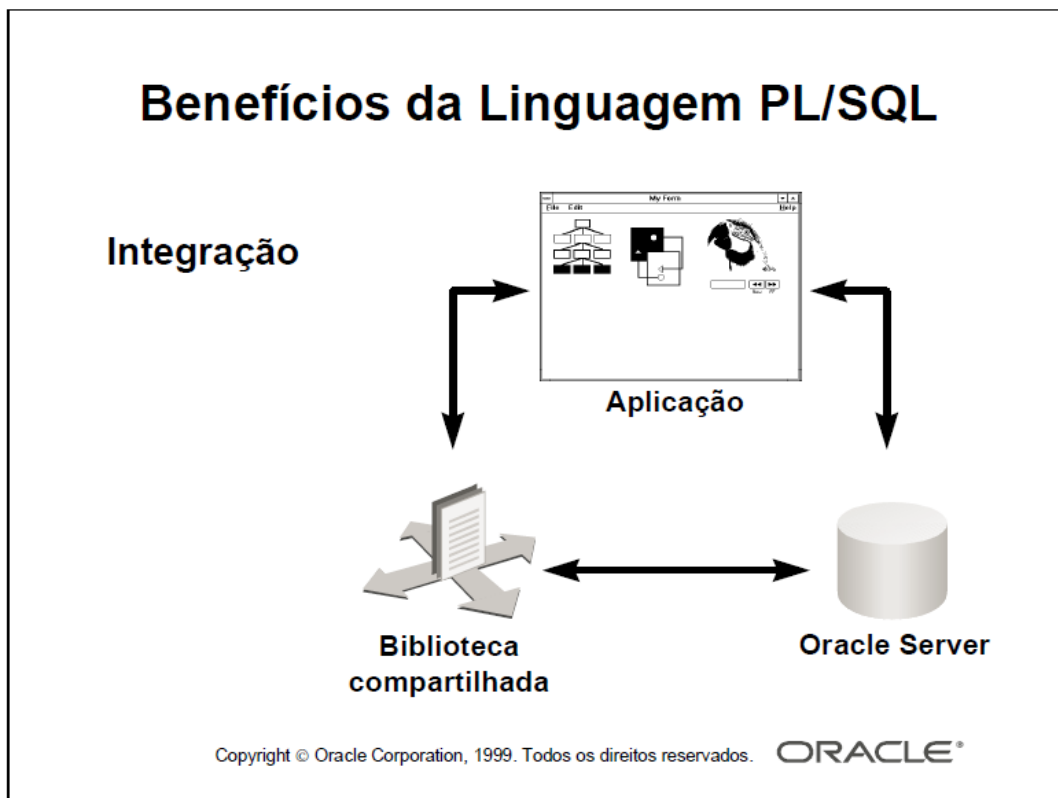 Benefícios da Linguagem PL/SQL
Integração
My Form
File Edit Help
Aplicação
Biblioteca
compartilhada
Oracle Server
Copyright © Oracle Corporation, 1999. Todos os direitos reservados.
ORACLE®